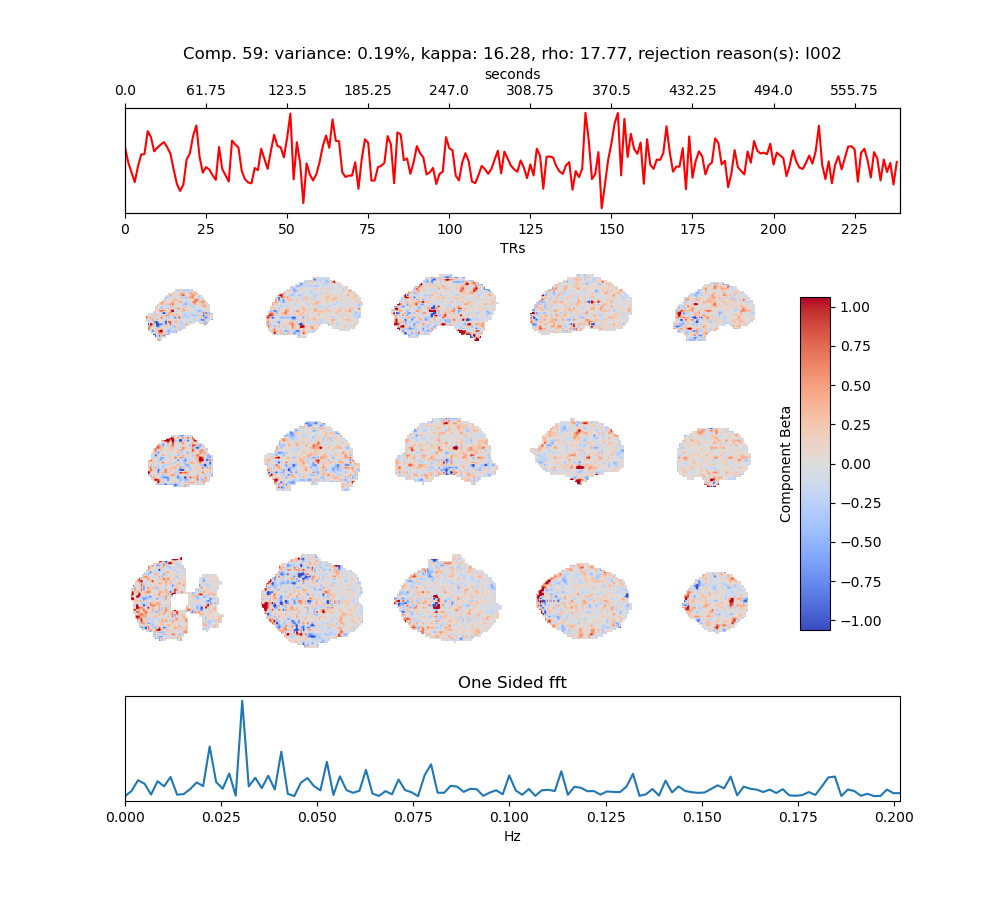 Comp. 59: variance: 0.19%, kappa: 16.28, rho: 17.77, rejection reason(s): I002
seconds
0.0 61.75 123.5 185.25 247.0 308.75 370.5 432.25 494.0 555.75
0 25 50 75 100 125 150 175 200 225
TRs
1.00
0.75
0.50
0.25
0.00
−0.25
−0.50
−0.75
−1.00
Component Beta
One Sided fft
0.000 0.025 0.050 0.075 0.100 0.125 0.150 0.175 0.200
Hz